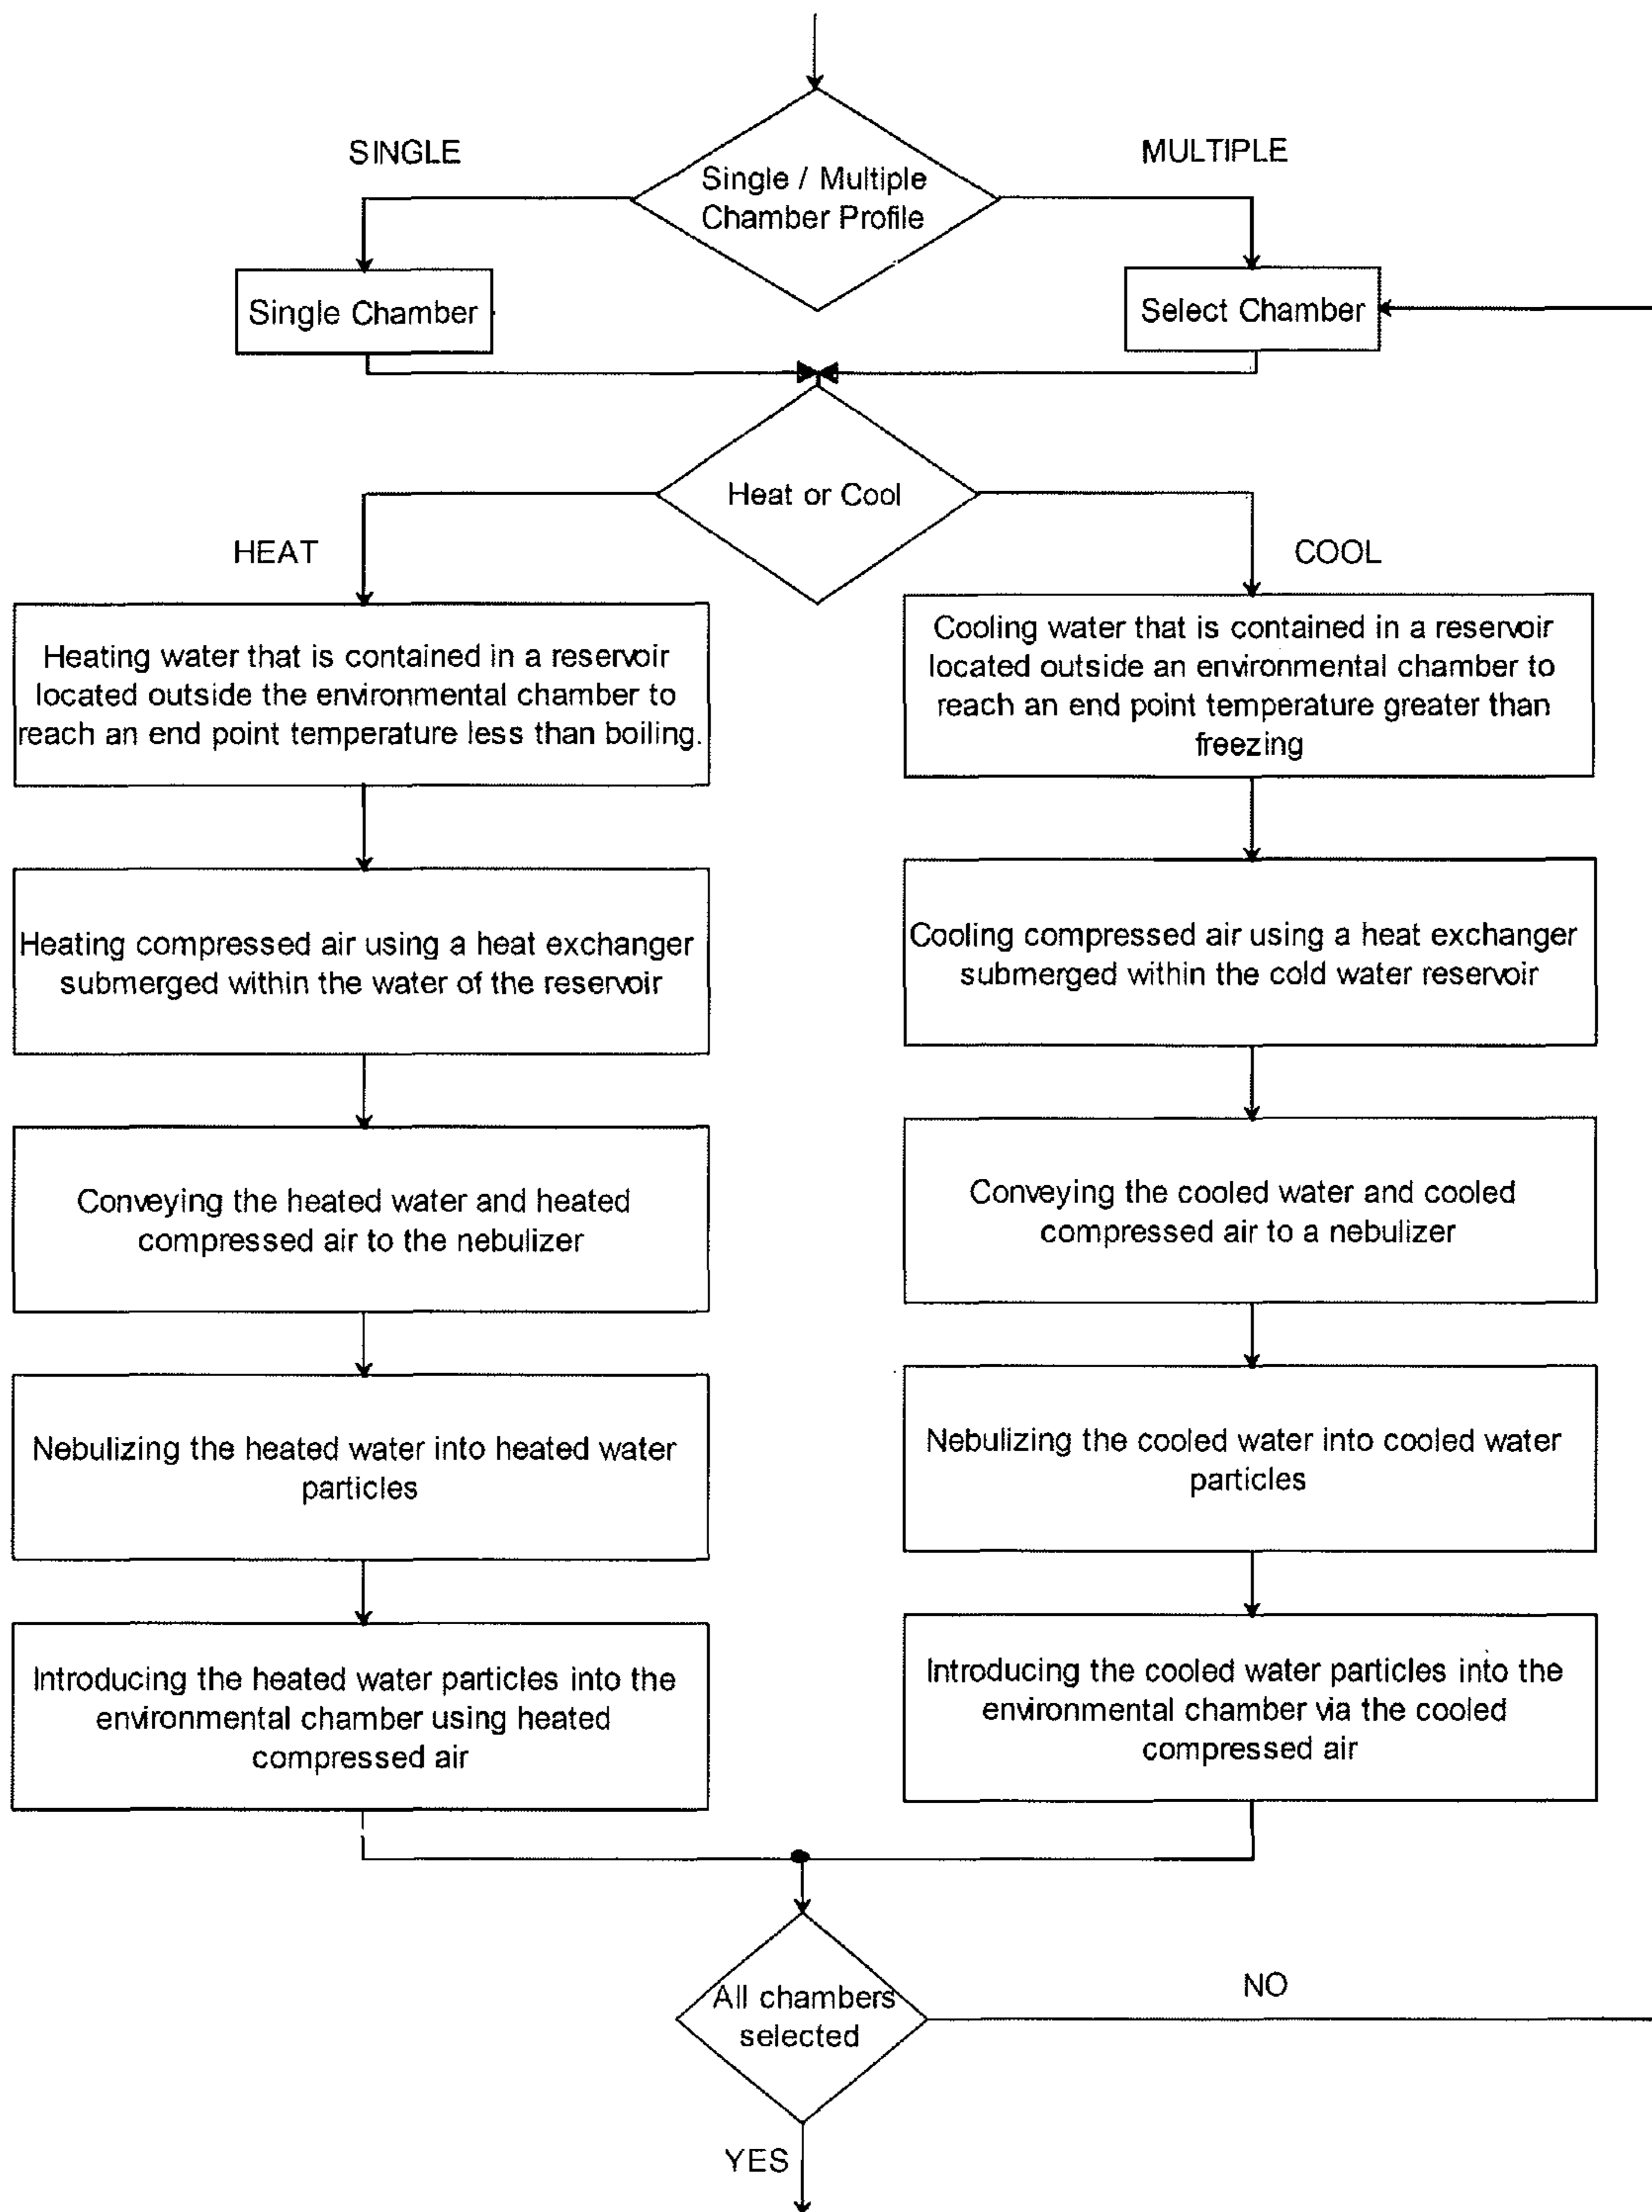 SINGLE
MULTIPLE
Single / Multiple
Chamber Profile
Single Chamber
Select Chamber
Heat or Cool
HEAT
COOL
Heating water that is contained in a reservoir
located outside the environmental chamber to
reach an end point temperature less than boiling.
Cooling water that is contained in a reservoir
located outside an environmental chamber to
reach an end point temperature greater than
freezing
Heating compressed air using a heat exchanger
submerged within the water of the reservoir
Cooling compressed air using a heat exchanger
submerged within the cold water reservoir
Conveying the heated water and heated
compressed air to the nebulizer
Conveying the cooled water and cooled
compressed air to a nebulizer
Nebulizing the heated water into heated water
particles
Nebulizing the cooled water into cooled water
particles
Introducing the heated water particles into the
environmental chamber using heated
compressed air
Introducing the cooled water particles into the
environmental chamber via the cooled
compressed air
All chambers
selected
NO
YES